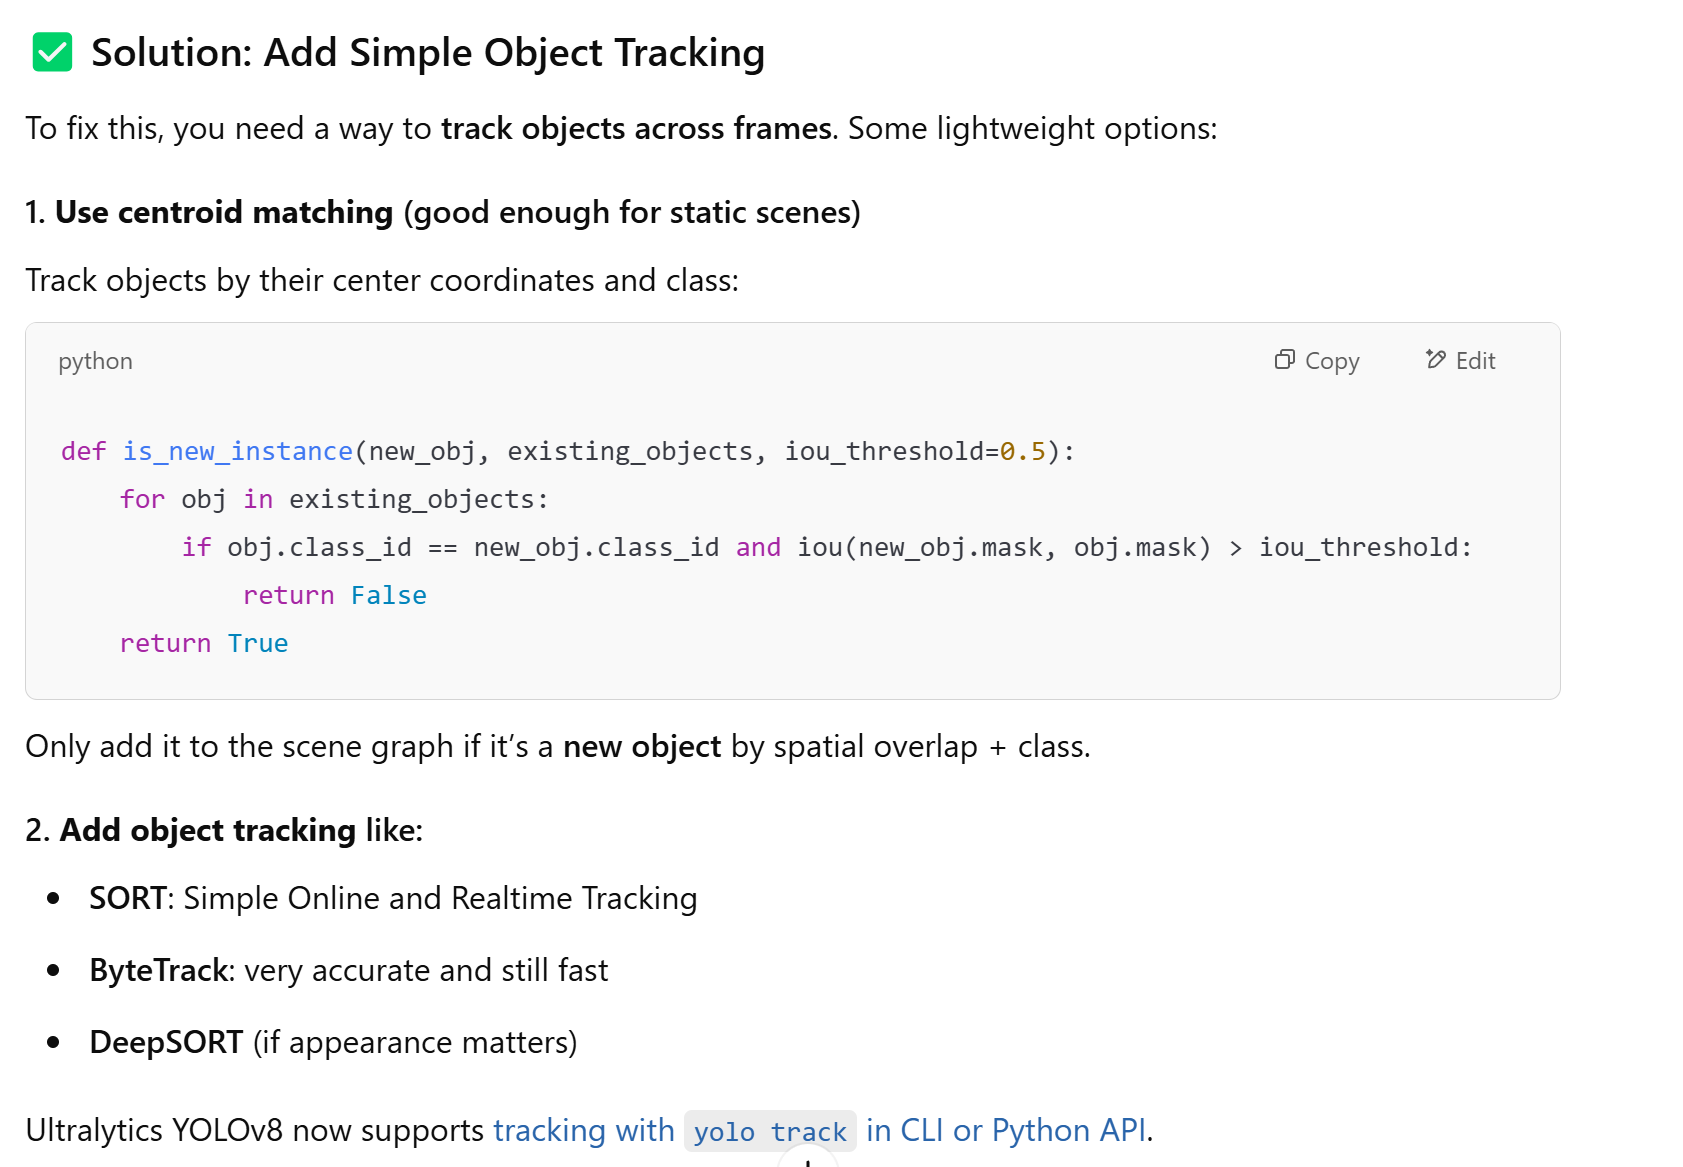 ✅ Solution: Add Simple Object Tracking
To fix this, you need a way to track objects across frames. Some lightweight options:
1. Use centroid matching (good enough for static scenes)
Track objects by their center coordinates and class:
python Copy Edit
def is_new_instance(new_obj, existing_objects, iou_threshold=0.5):
    for obj in existing_objects:
        if obj.class_id == new_obj.class_id and iou(new_obj.mask, obj.mask) > iou_threshold:
            return False
    return True
Only add it to the scene graph if it’s a new object by spatial overlap + class.
2. Add object tracking like:
• SORT: Simple Online and Realtime Tracking
• ByteTrack: very accurate and still fast
• DeepSORT (if appearance matters)
Ultralytics YOLOv8 now supports tracking with yolo track in CLI or Python API.